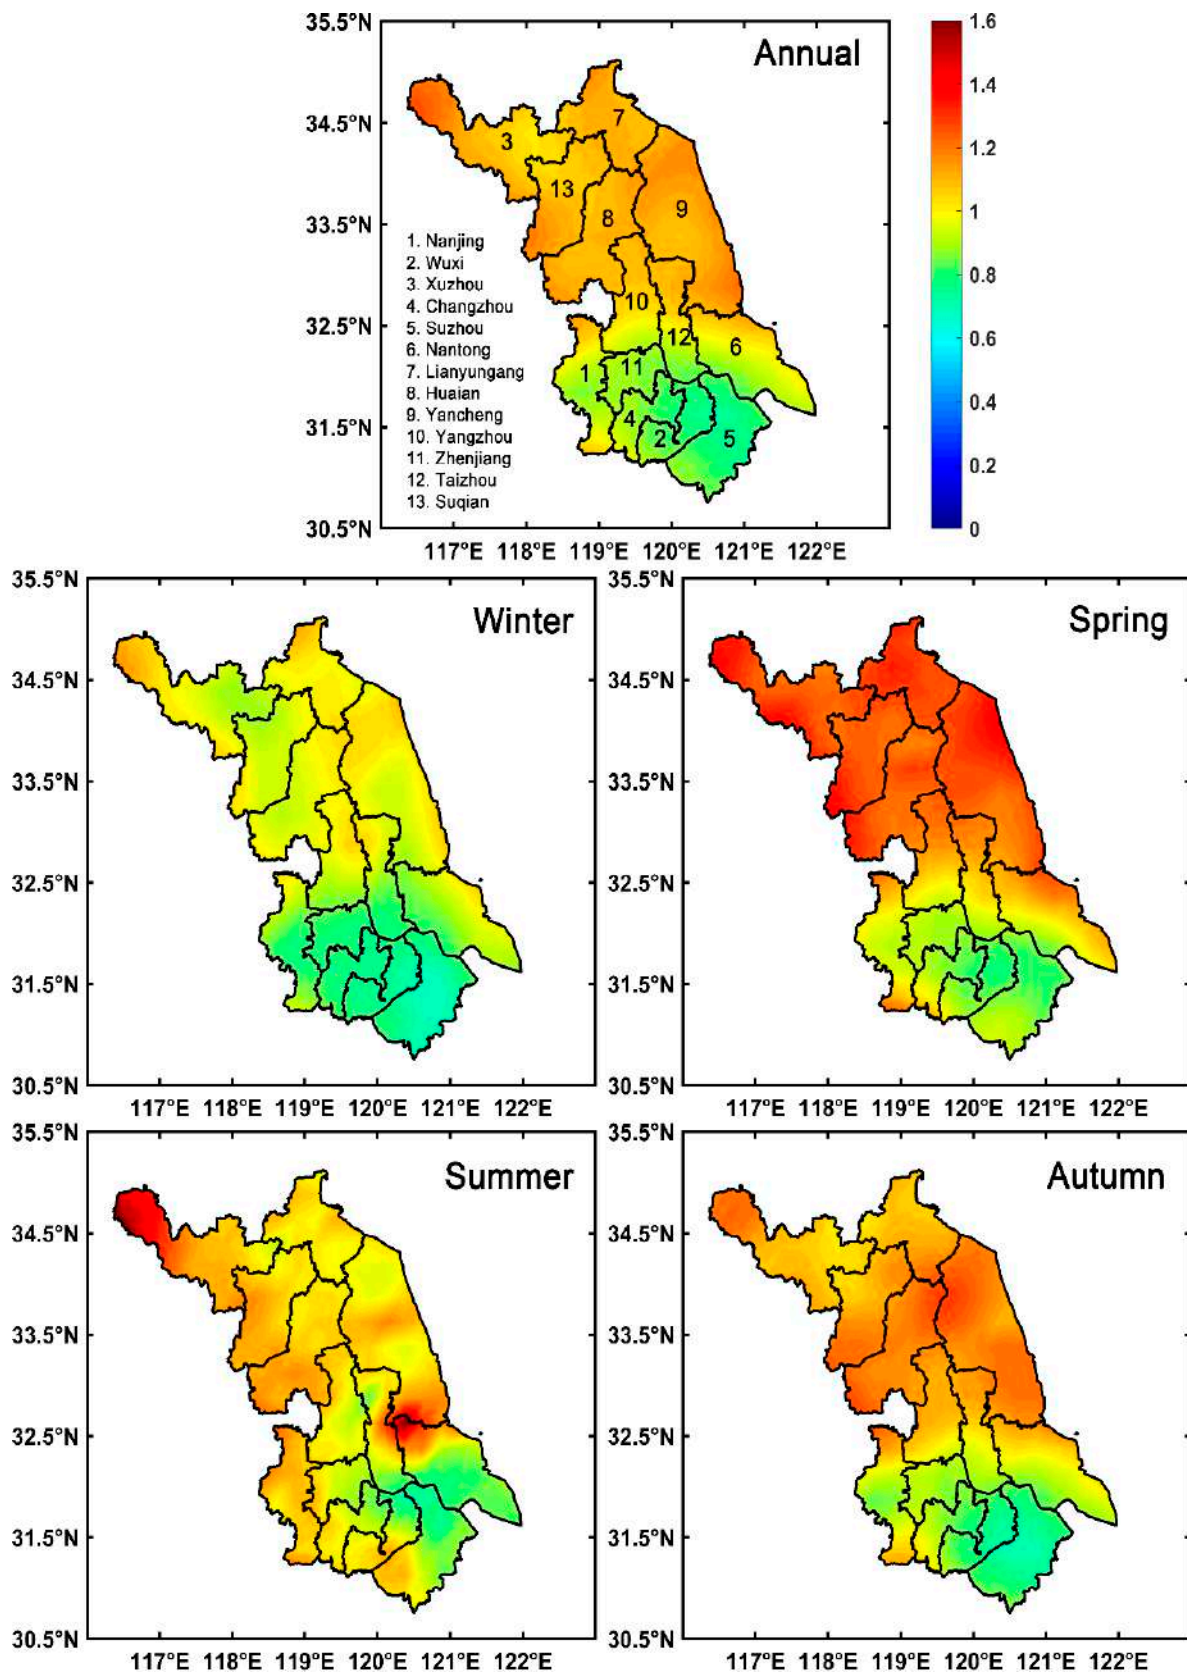 35.5°N
Annual
1.6
34.5°N
7
1.4
3
1.2
13
33.5°N
8
9
1
1. Nanjing
2. Wuxi
3. Xuzhou
4. Changzhou
5. Suzhou
6. Nantong
7. Lianyungang
8. Huaian
9. Yancheng
10. Yangzhou
11. Zhenjiang
12. Taizhou
13. Suqian
0.8
10
32.5°N
12
6
0.6
1
11
0.4
31.5°N
4
2
5
0.2
30.5°N
0
117°E 118°E 119°E 120°E 121°E 122°E
35.5°N
Winter
34.5°N
33.5°N
32.5°N
31.5°N
30.5°N
117°E 118°E 119°E 120°E 121°E 122°E
35.5°N
Spring
34.5°N
33.5°N
32.5°N
31.5°N
30.5°N
117°E 118°E 119°E 120°E 121°E 122°E
35.5°N
Summer
34.5°N
33.5°N
32.5°N
31.5°N
30.5°N
117°E 118°E 119°E 120°E 121°E 122°E
35.5°N
Autumn
34.5°N
33.5°N
32.5°N
31.5°N
30.5°N
117°E 118°E 119°E 120°E 121°E 122°E